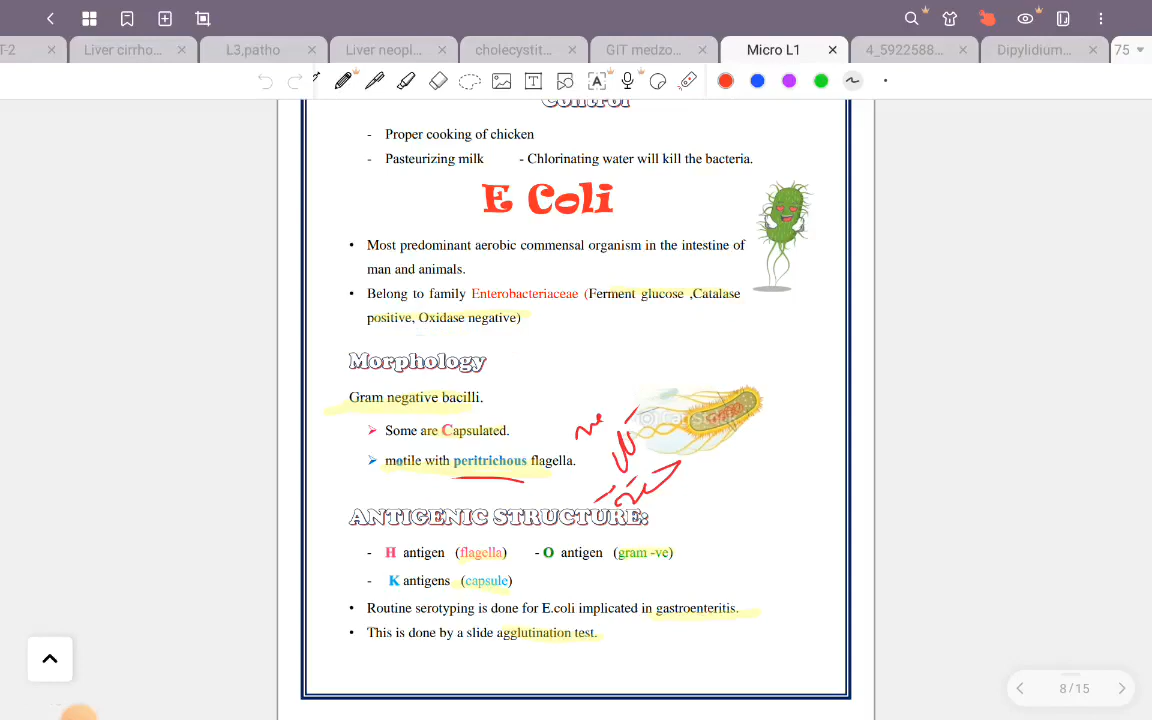 T-2
Liver cirrho...
L3,patho
Liver neopl...
cholecystit...
GIT medzo...
Micro L1
4_5922588...
Dipylidium...
75
Control
- Proper cooking of chicken
- Pasteurizing milk - Chlorinating water will kill the bacteria.
E Coli
• Most predominant aerobic commensal organism in the intestine of
man and animals.
• Belong to family Enterobacteriaceae (Ferment glucose ,Catalase
positive, Oxidase negative)
Morphology
Gram negative bacilli.
➢ Some are Capsulated.
➢ motile with peritrichous flagella.
ANTIGENIC STRUCTURE:
- H antigen (flagella) - O antigen (gram -ve)
- K antigens (capsule)
• Routine serotyping is done for E.coli implicated in gastroenteritis.
• This is done by a slide agglutination test.
8/15